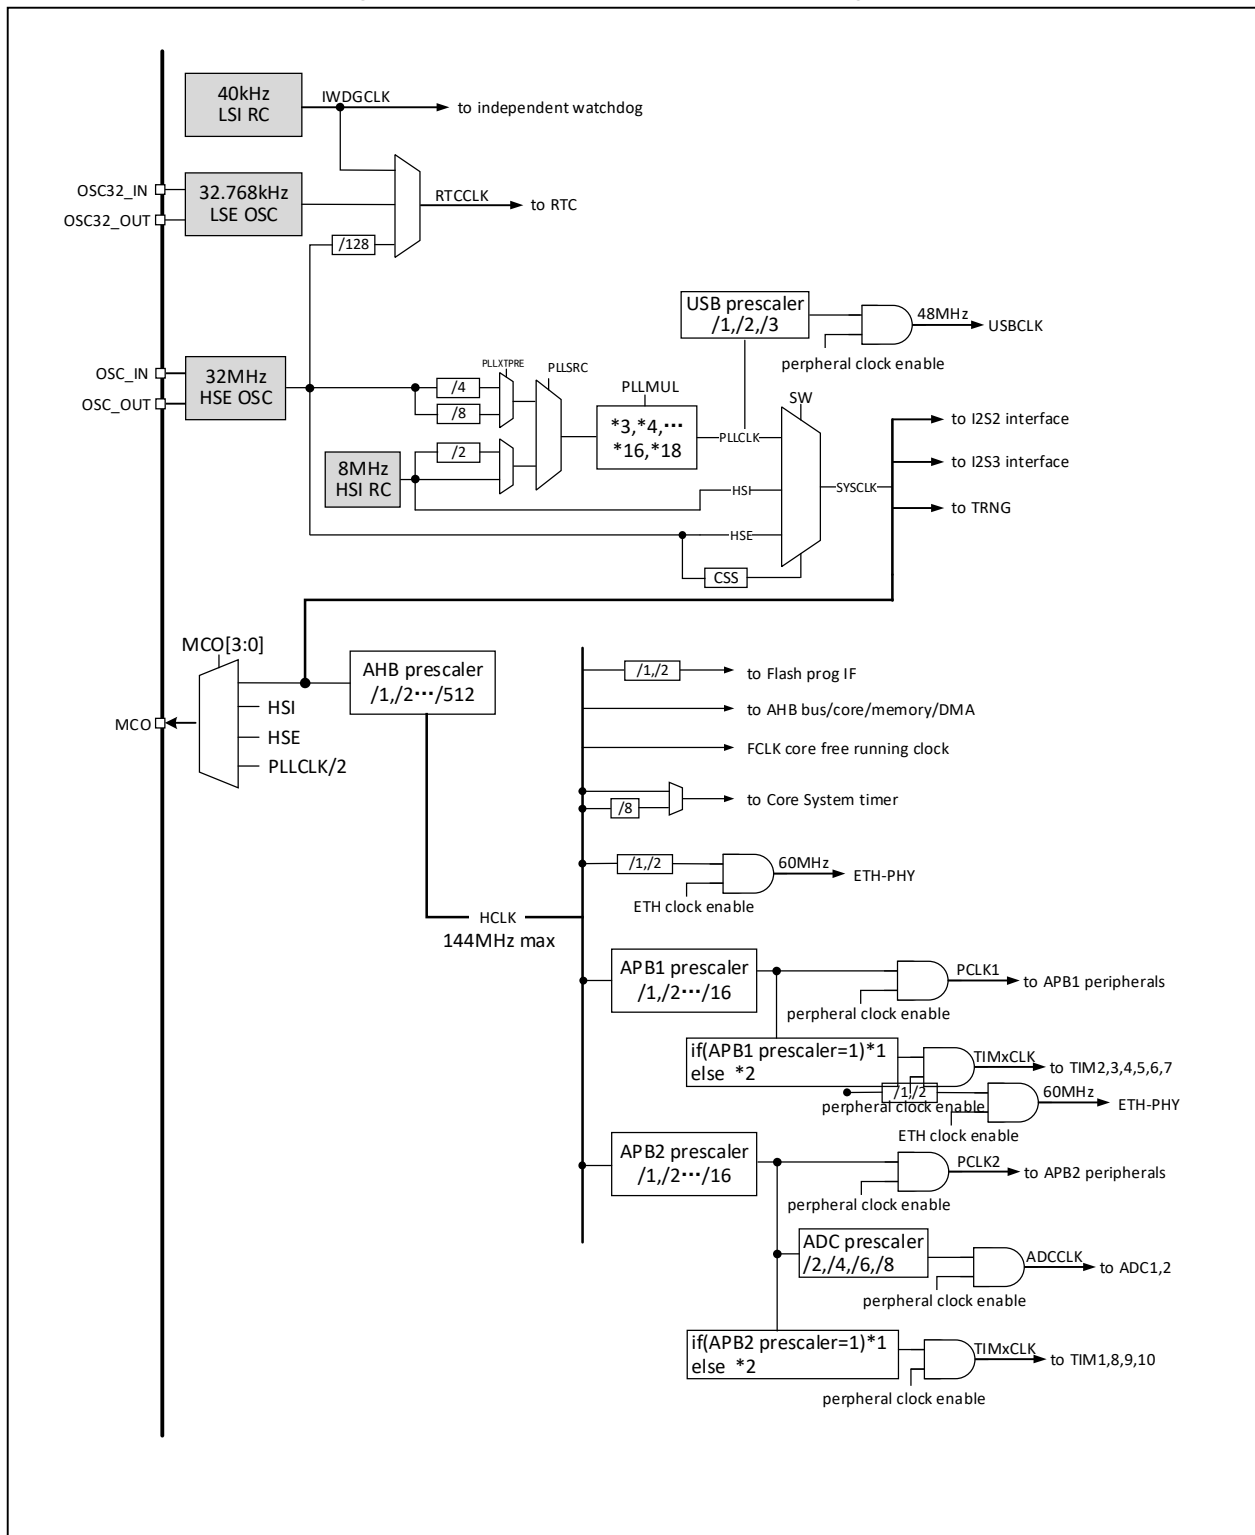 40kHz
LSI RC
IWDGCLK
to independent watchdog
OSC32_IN
OSC32_OUT
32.768kHz
LSE OSC
RTCCLK
to RTC
/128
USB prescaler
/1,/2,/3
48MHz
USBCLK
perpheral clock enable
OSC_IN
OSC_OUT
32MHz
HSE OSC
PLLXTPRE
PLLSRC
/4
/8
PLLMUL
*3,*4,···
*16,*18
PLLCLK
SW
to I2S2 interface
to I2S3 interface
to TRNG
/2
8MHz
HSI RC
HSI
SYSCLK
HSE
CSS
MCO[3:0]
MCO
HSI
HSE
PLLCLK/2
AHB prescaler
/1,/2···/512
/1,/2
to Flash prog IF
to AHB bus/core/memory/DMA
FCLK core free running clock
/8
to Core System timer
/1,/2
60MHz
ETH-PHY
ETH clock enable
HCLK
144MHz max
APB1 prescaler
/1,/2···/16
PCLK1
to APB1 peripherals
perpheral clock enable
if(APB1 prescaler=1)*1
else *2
TIMxCLK
to TIM2,3,4,5,6,7
/1,/2
perpheral clock enable
60MHz
ETH-PHY
ETH clock enable
APB2 prescaler
/1,/2···/16
PCLK2
to APB2 peripherals
perpheral clock enable
ADC prescaler
/2,/4,/6,/8
ADCCLK
to ADC1,2
perpheral clock enable
if(APB2 prescaler=1)*1
else *2
TIMxCLK
to TIM1,8,9,10
perpheral clock enable